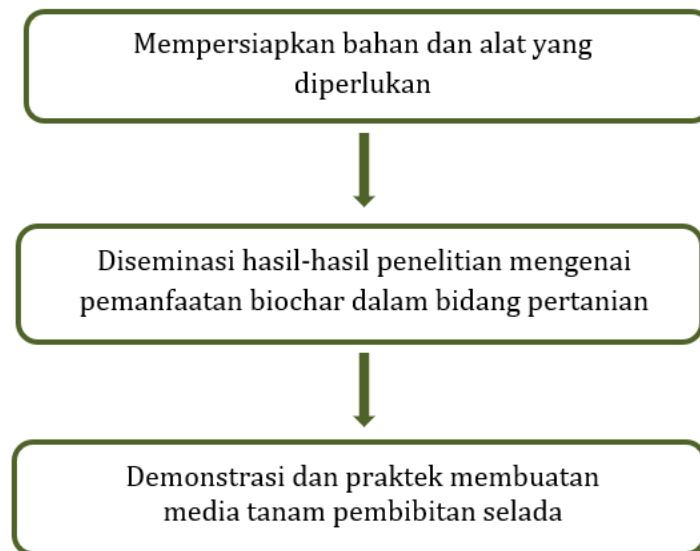 Mempersiapkan bahan dan alat yang
diperlukan
Diseminasi hasil-hasil penelitian mengenai
pemanfaatan biochar dalam bidang pertanian
Demonstrasi dan praktek membuatan
media tanam pembibitan selada